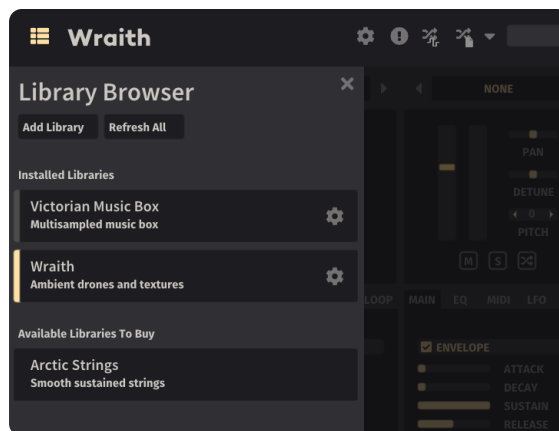 Wraith
Library Browser
Add Library
Refresh All
Installed Libraries
Victorian Music Box
Multisampled music box
Wraith
Ambient drones and textures
Available Libraries To Buy
Arctic Strings
Smooth sustained strings
NONE
PAN
DETUNE
0
PITCH
M S
LOOP MAIN EQ MIDI LFO
ENVELOPE
ATTACK
DECAY
SUSTAIN
RELEASE